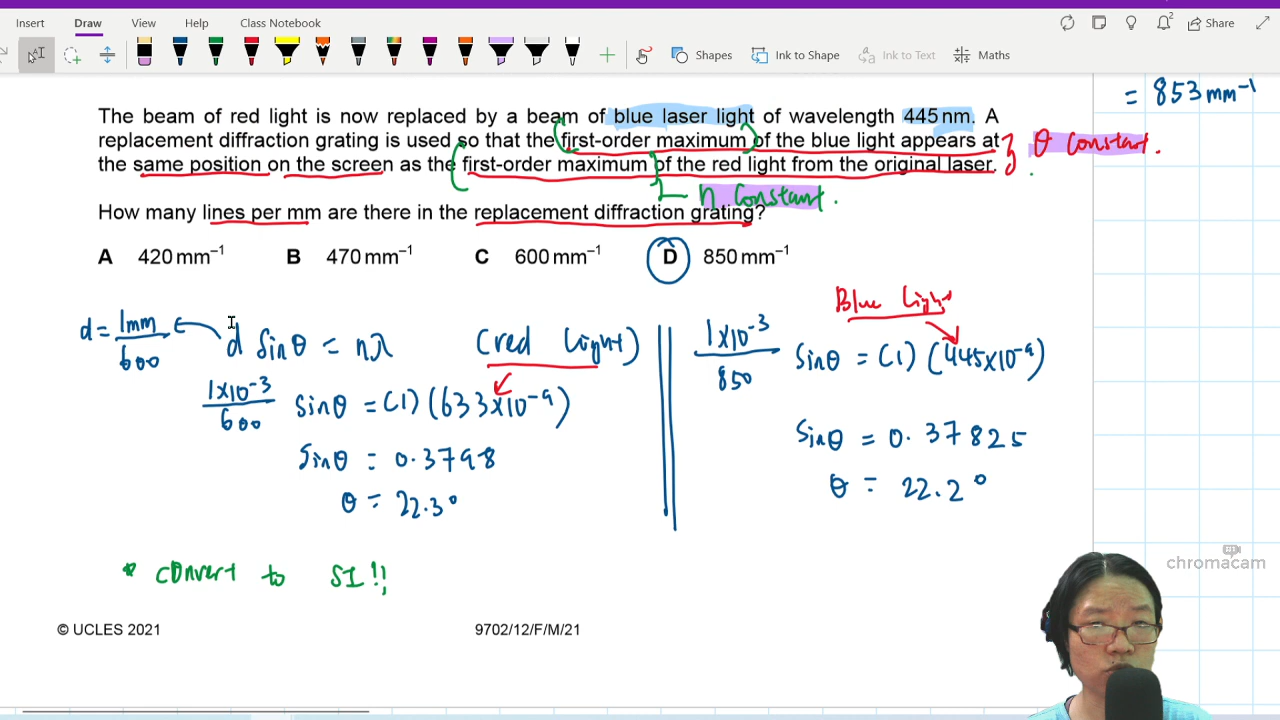 Insert Draw View Help Class Notebook
2 Share
Shapes Ink to Shape Ink to Text Maths
= 853 mm⁻¹
The beam of red light is now replaced by a beam of blue laser light of wavelength 445 nm. A
replacement diffraction grating is used so that the first-order maximum of the blue light appears at
the same position on the screen as the first-order maximum of the red light from the original laser.
θ constant.
n constant.
How many lines per mm are there in the replacement diffraction grating?
A 420 mm⁻¹ B 470 mm⁻¹ C 600 mm⁻¹ D 850 mm⁻¹
d = 1mm / 600
d sinθ = nλ (red light)
1x10⁻³ / 600 sinθ = (1) (633x10⁻⁹)
sinθ = 0.3798
θ = 22.3°
Blue light
1x10⁻³ / 850 sinθ = (1) (445x10⁻⁹)
sinθ = 0.37825
θ = 22.2°
* convert to SI!!
chromacam
© UCLES 2021 9702/12/F/M/21